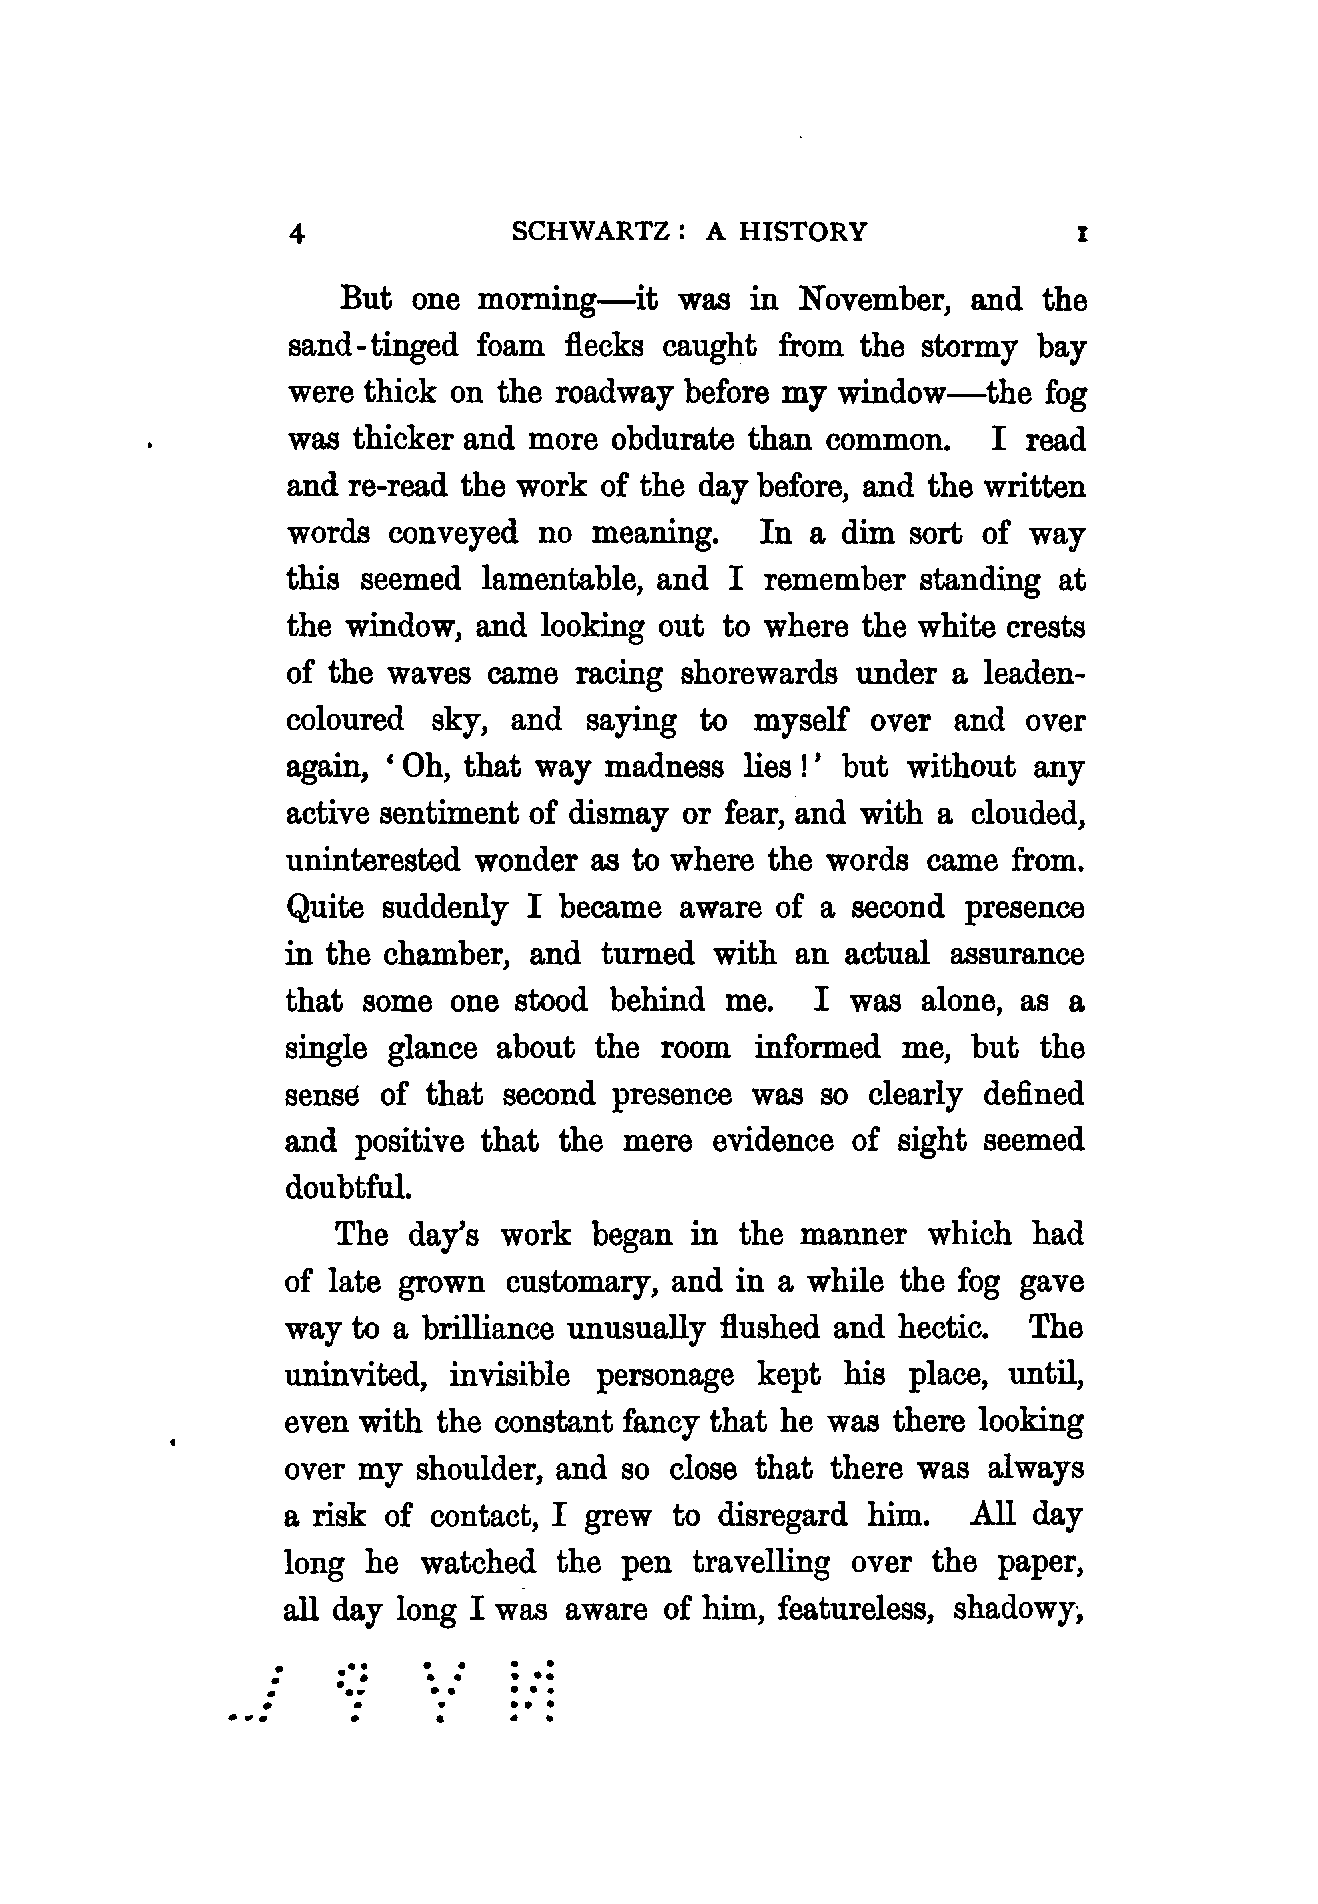 4 SCHWARTZ: A HISTORY I
But one morning—it was in November, and the
sand-tinged foam flecks caught from the stormy bay
were thick on the roadway before my window—the fog
was thicker and more obdurate than common. I read
and re-read the work of the day before, and the written
words conveyed no meaning. In a dim sort of way
this seemed lamentable, and I remember standing at
the window, and looking out to where the white crests
of the waves came racing shorewards under a leaden-
coloured sky, and saying to myself over and over
again, ‘Oh, that way madness lies!’ but without any
active sentiment of dismay or fear, and with a clouded,
uninterested wonder as to where the words came from.
Quite suddenly I became aware of a second presence
in the chamber, and turned with an actual assurance
that some one stood behind me. I was alone, as a
single glance about the room informed me, but the
sense of that second presence was so clearly defined
and positive that the mere evidence of sight seemed
doubtful.
The day’s work began in the manner which had
of late grown customary, and in a while the fog gave
way to a brilliance unusually flushed and hectic. The
uninvited, invisible personage kept his place, until,
even with the constant fancy that he was there looking
over my shoulder, and so close that there was always
a risk of contact, I grew to disregard him. All day
long he watched the pen travelling over the paper,
all day long I was aware of him, featureless, shadowy,